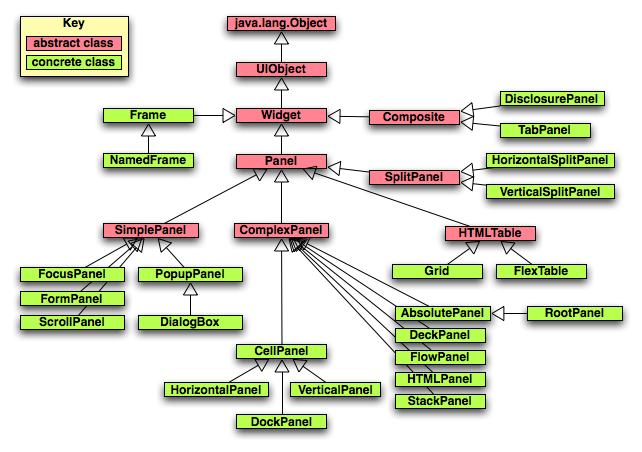 Key
abstract class
concrete class
java.lang.Object
UIObject
Frame
Widget
Composite
DisclosurePanel
TabPanel
NamedFrame
Panel
SplitPanel
HorizontalSplitPanel
VerticalSplitPanel
SimplePanel
ComplexPanel
HTMLTable
FocusPanel
PopupPanel
Grid
FlexTable
FormPanel
ScrollPanel
DialogBox
AbsolutePanel
RootPanel
DeckPanel
CellPanel
FlowPanel
HTMLPanel
HorizontalPanel
VerticalPanel
StackPanel
DockPanel